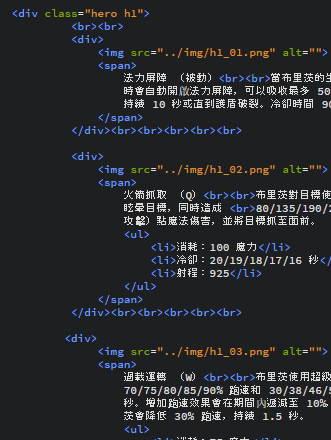 <div class="hero h1">
<br><br>
<div>
<img src="../img/h1_01.png" alt="">
<span>
法力屏障 （被動）<br><br>當布里茨的生
時會自動開啟法力屏障，可以吸收最多 50
持續 10 秒或直到護盾破裂。冷卻時間 90
</span>
</div><br><br><br><br><br>
<div>
<img src="../img/h1_02.png" alt="">
<span>
火箭抓取 （Q）<br><br>布里茨對目標使
眩暈目標，同時造成 <br>80/135/190/2
攻擊）點魔法傷害，並將目標抓至面前。
<ul>
<li>消耗：100 魔力</li>
<li>冷卻：20/19/18/17/16 秒</
<li>射程：925</li>
</ul>
</span>
</div><br><br><br><br><br>
<div>
<img src="../img/h1_03.png" alt="">
<span>
過載運轉 （W）<br><br>布里茨使用超級
70/75/80/85/90% 跑速和 30/38/46/5
秒。增加跑速效果會在期間內遞減至 10%
茨會降低 30% 跑速，持續 1.5 秒。
<ul>